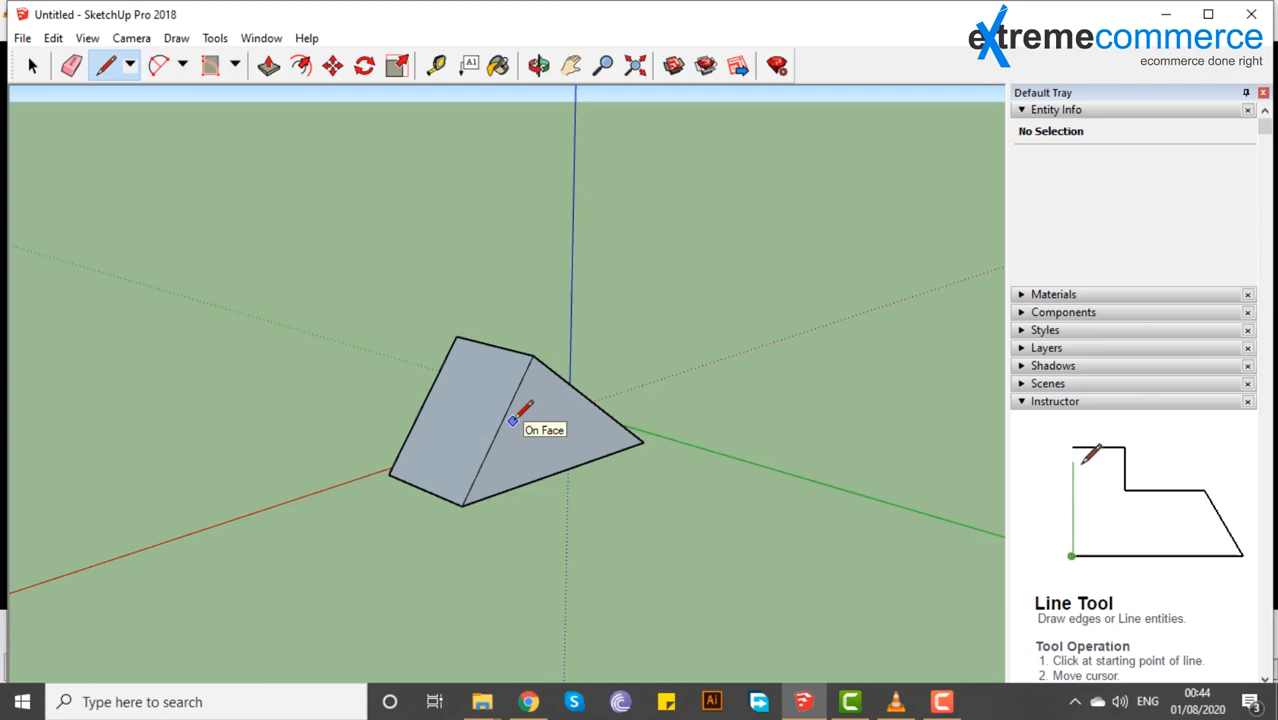 Untitled - SketchUp Pro 2018
extremecommerce
ecommerce done right
File Edit View Camera Draw Tools Window Help
A1
Default Tray
Entity Info
No Selection
On Face
Materials
Components
Styles
Layers
Shadows
Scenes
Instructor
Line Tool
Draw edges or Line entities.
Tool Operation
1. Click at starting point of line.
2. Move cursor.
Type here to search
Ai
ENG
00:44
01/08/2020
3